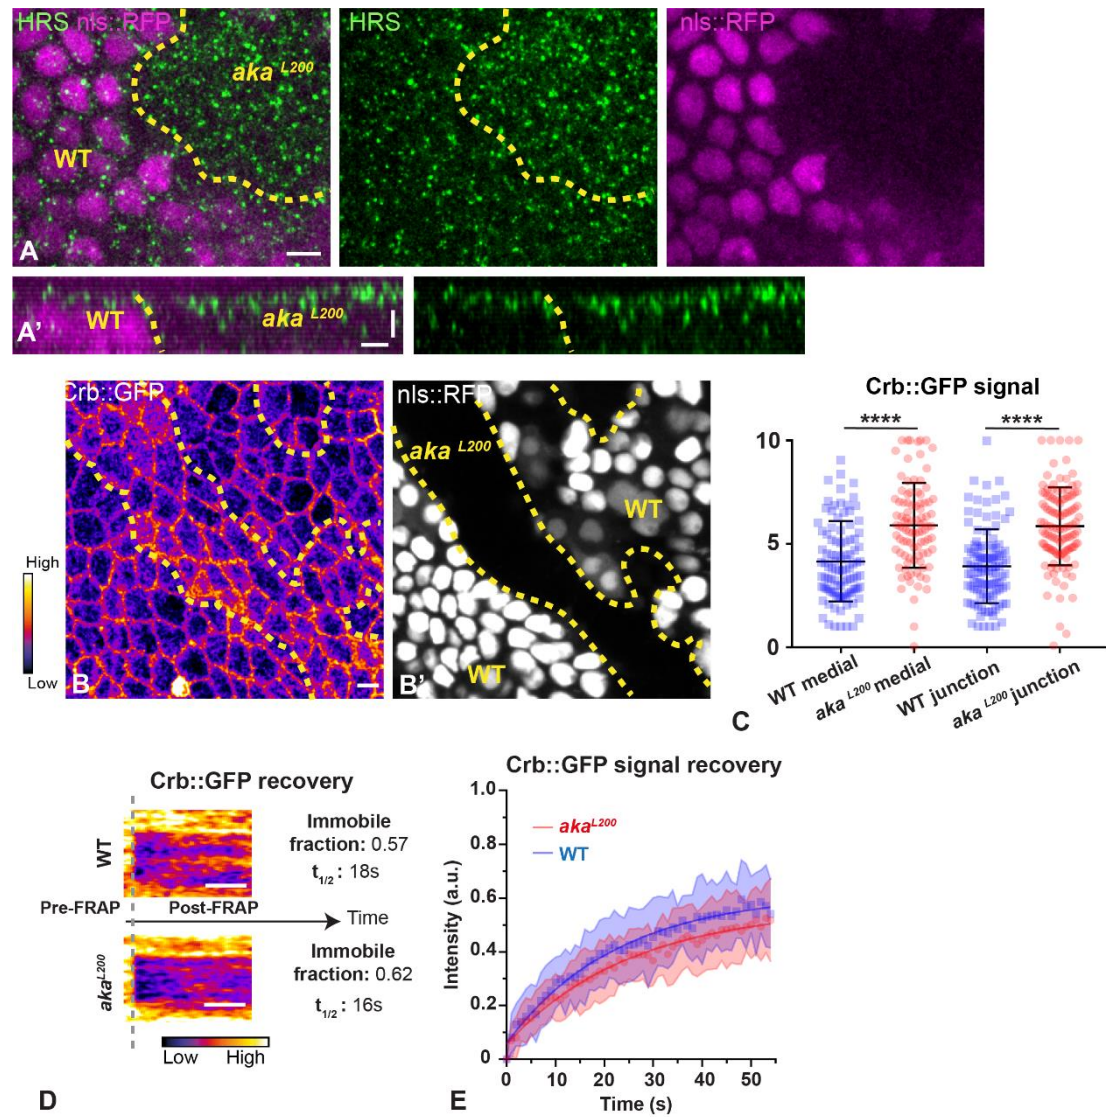 HRS nls::RFP
aka L200
WT
A
HRS
nls::RFP
WT
aka L200
A'
Crb::GFP
High
Low
B
nls::RFP
aka L200
WT
WT
B'
Crb::GFP signal
****
****
10
5
0
WT medial
aka L200 medial
WT junction
aka L200 junction
C
Crb::GFP recovery
WT
Immobile
fraction: 0.57
t1/2 : 18s
Pre-FRAP
Post-FRAP
Time
akaL200
Immobile
fraction: 0.62
t1/2 : 16s
Low
High
D
Crb::GFP signal recovery
1.0
0.8
0.6
0.4
0.2
0
akaL200
WT
Intensity (a.u.)
0 10 20 30 40 50
Time (s)
E